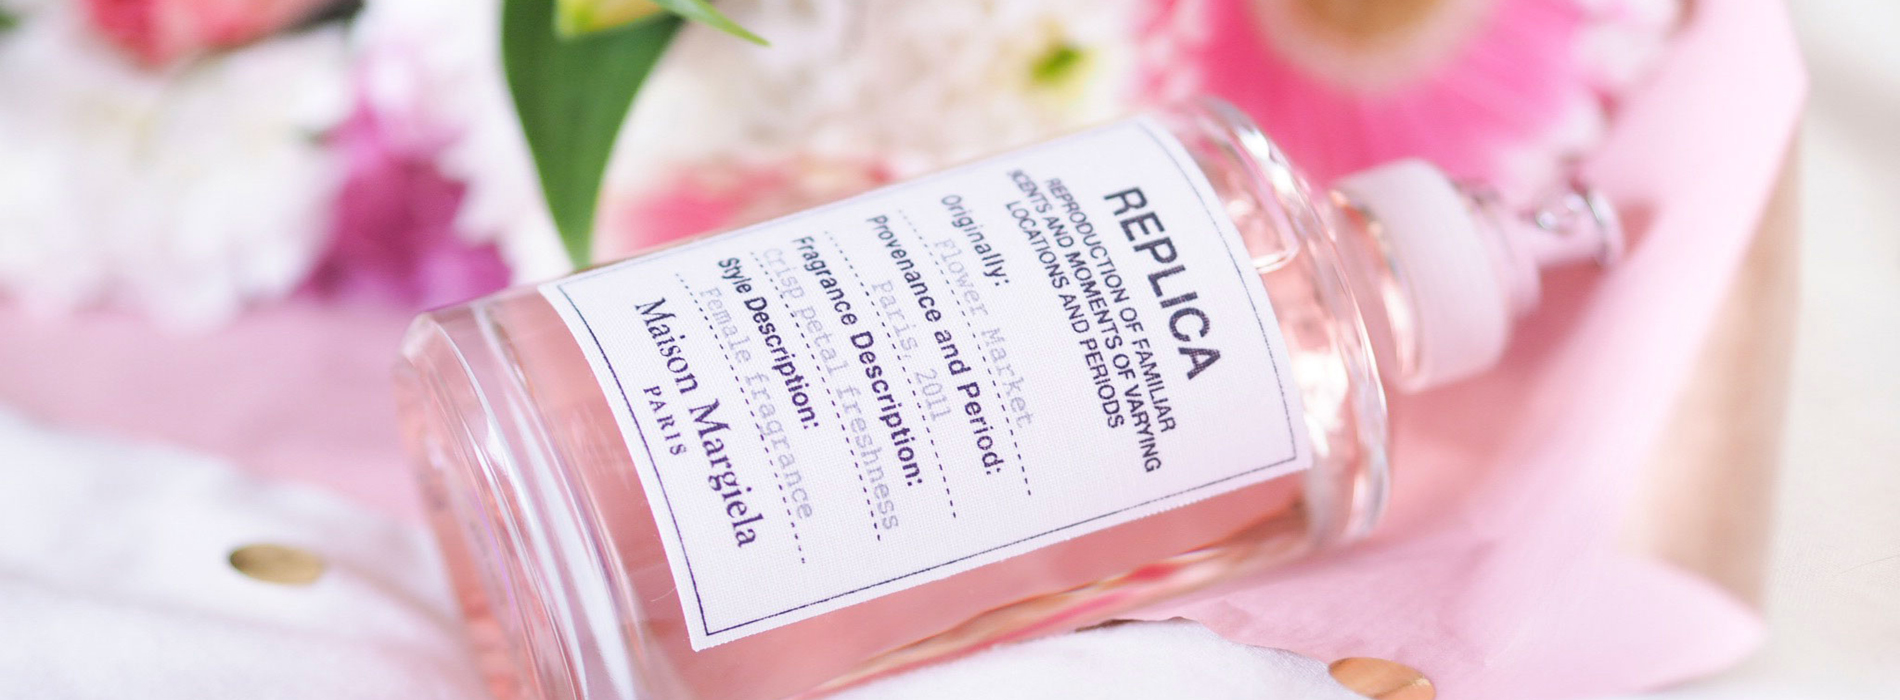 REPLICA
REPRODUCTION OF FAMILIAR
SCENTS AND MOMENTS OF VARYING
LOCATIONS AND PERIODS
Originally:
Flower Market
Provenance and Period:
Paris, 2011
Fragrance Description:
Crisp petal freshness
Style Description:
Female fragrance
Maison Margiela
PARIS